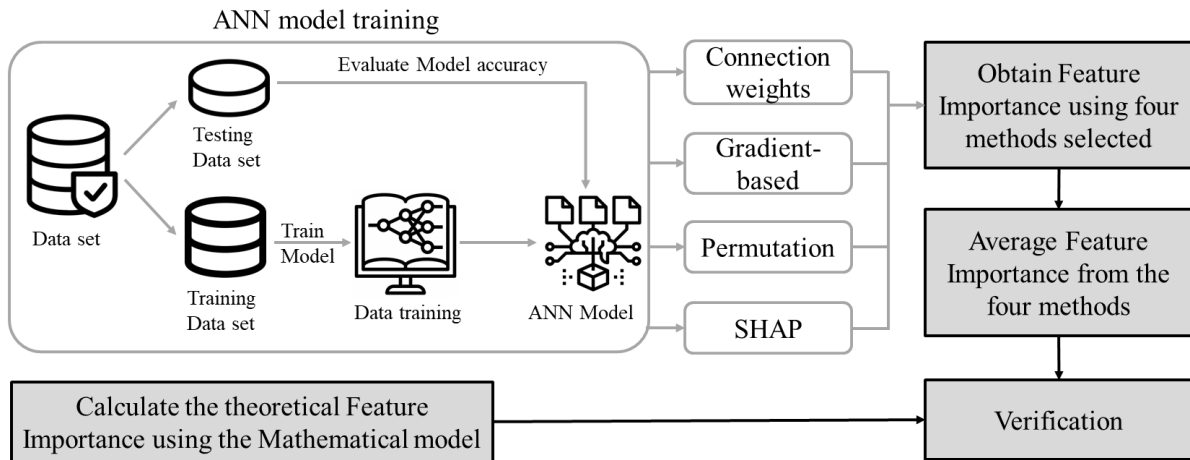 ANN model training
Evaluate Model accuracy
Testing
Data set
Data set
Train
Model
Training
Data set
Data training
ANN Model
Connection
weights
Gradient-
based
Permutation
SHAP
Obtain Feature
Importance using four
methods selected
Average Feature
Importance from the
four methods
Calculate the theoretical Feature
Importance using the Mathematical model
Verification